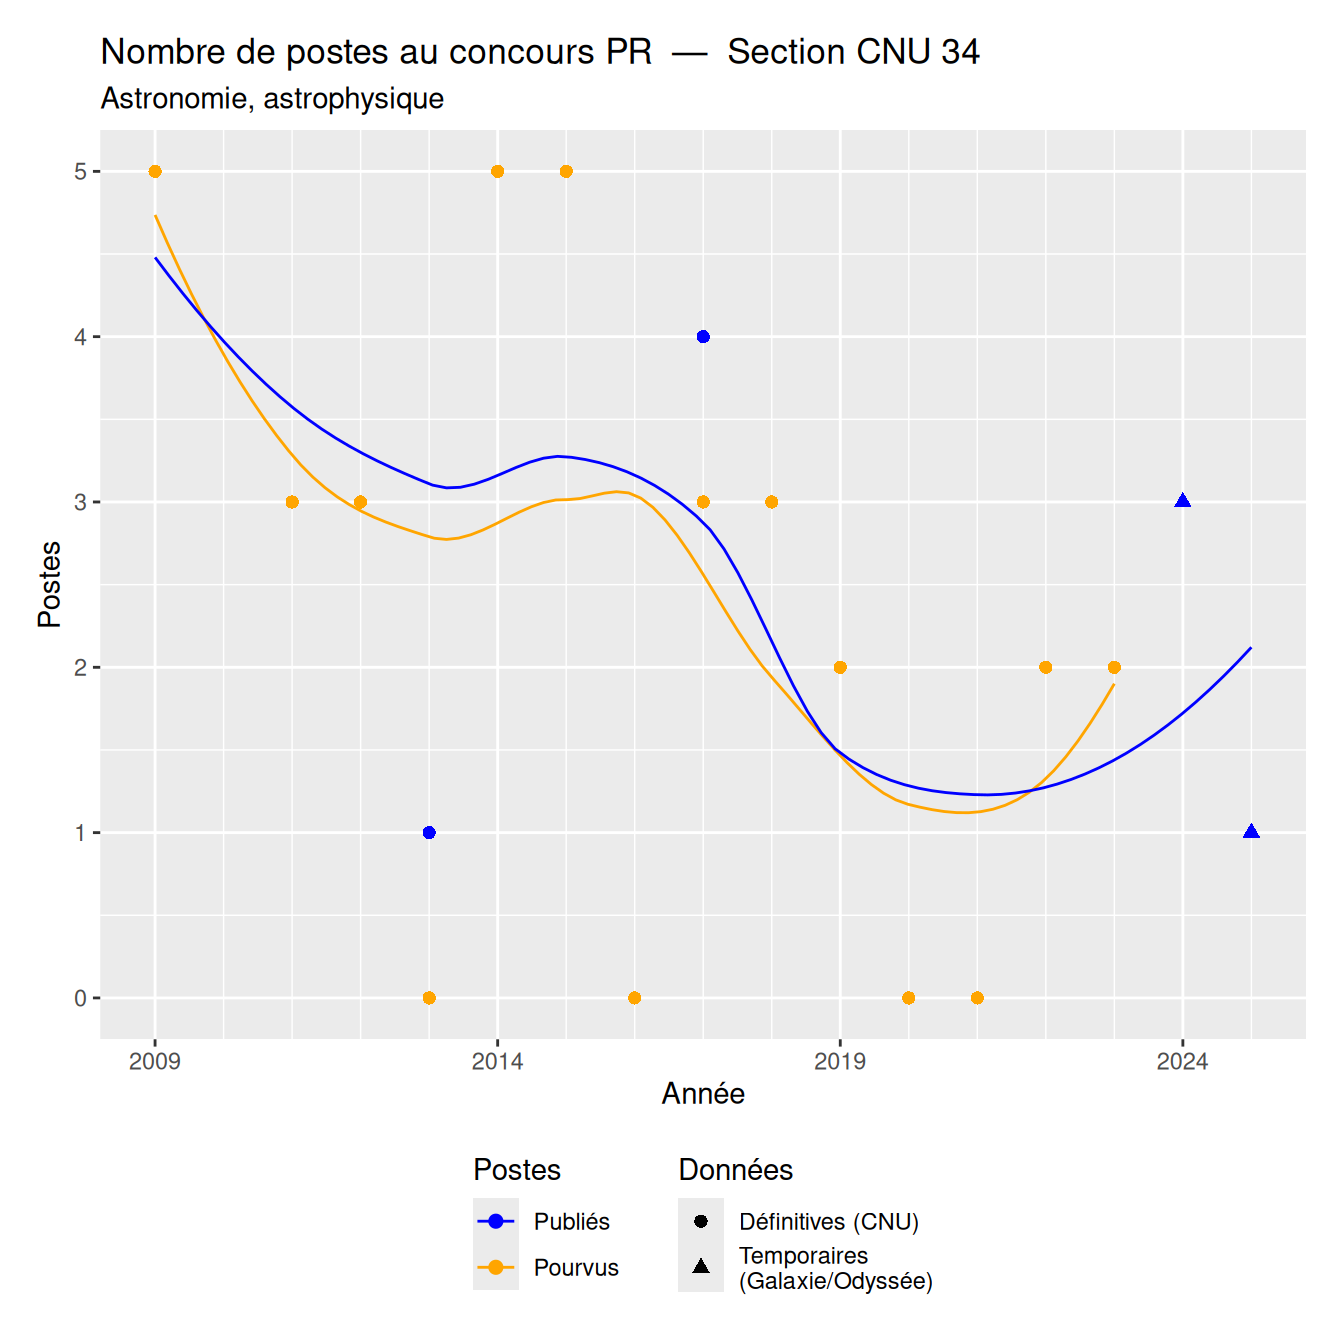 Nombre de postes au concours PR — Section CNU 34
Astronomie, astrophysique
5
4
3
2
1
0
Postes
2009 2014 2019 2024
Année
Postes
Publiés
Pourvus
Données
Définitives (CNU)
Temporaires
(Galaxie/Odyssée)